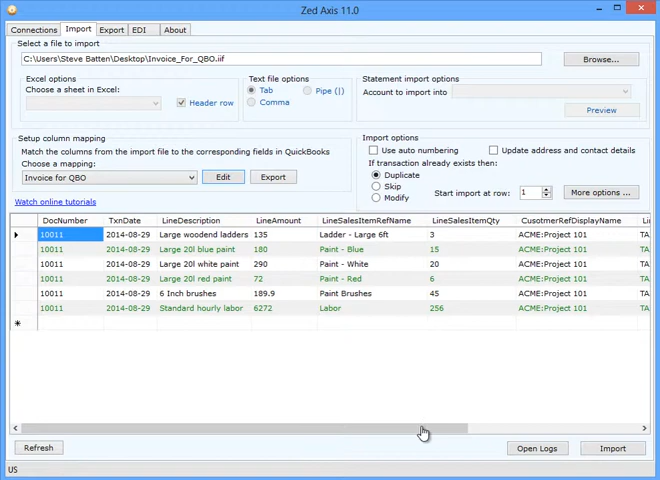 Zed Axis 11.0
Connections Import Export EDI About
Select a file to import
C:\Users\Steve Batten\Desktop\Invoice_For_QBO.iif Browse...
Excel options Text file options Statement import options
Choose a sheet in Excel: Tab Pipe (|) Account to import into
Header row Comma
Preview
Setup column mapping Import options
Match the columns from the import file to the corresponding fields in QuickBooks Use auto numbering Update address and contact details
Choose a mapping: If transaction already exists then:
Invoice for QBO Edit Export Duplicate
Skip Start import at row: 1 More options ...
Modify
Watch online tutorials
DocNumber TxnDate LineDescription LineAmount LineSalesItemRefName LineSalesItemQty CusotmerRefDisplayName Lin
10011 2014-08-29 Large woodend ladders 135 Ladder - Large 6ft 3 ACME:Project 101 TA
10011 2014-08-29 Large 20l blue paint 180 Paint - Blue 15 ACME:Project 101 TA
10011 2014-08-29 Large 20l white paint 240 Paint - White 20 ACME:Project 101 TA
10011 2014-08-29 Large 20l red paint 72 Paint - Red 6 ACME:Project 101 TA
10011 2014-08-29 6 Inch brushes 189.9 Paint Brushes 45 ACME:Project 101 TA
10011 2014-08-29 Standard hourly labor 6272 Labor 256 ACME:Project 101 TA
Refresh Open Logs Import
US